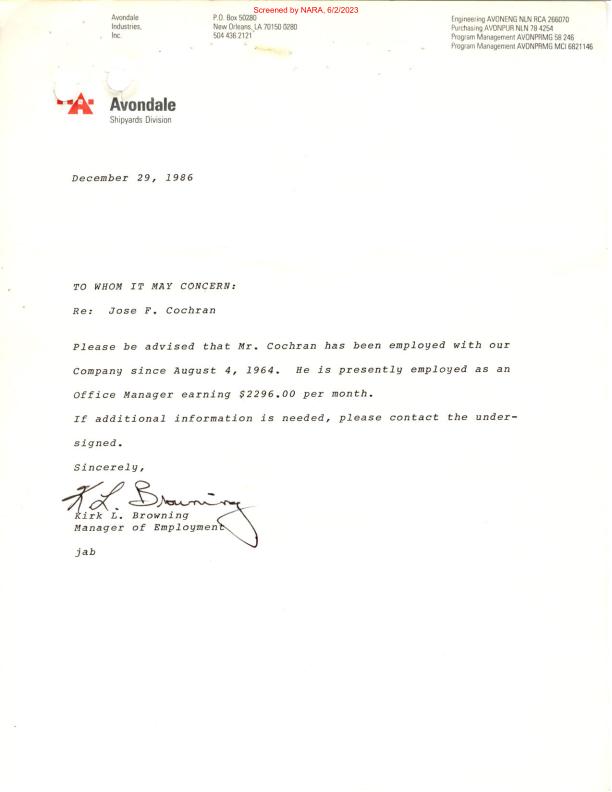 Screened by NARA, 6/2/2023
Avondale
Industries,
Inc.
P.O. Box 50280
New Orleans, LA 70150 0280
504 436 2121
Engineering AVONENG NLN RCA 266070
Purchasing AVONPUR NLN 78 4254
Program Management AVONPRMG 58 246
Program Management AVONPRMG MCI 6821146
Avondale
Shipyards Division
December 29, 1986
TO WHOM IT MAY CONCERN:
Re: Jose F. Cochran
Please be advised that Mr. Cochran has been employed with our
Company since August 4, 1964. He is presently employed as an
Office Manager earning $2296.00 per month.
If additional information is needed, please contact the under-
signed.
Sincerely,
K L. Browning
Kirk L. Browning
Manager of Employment
jab